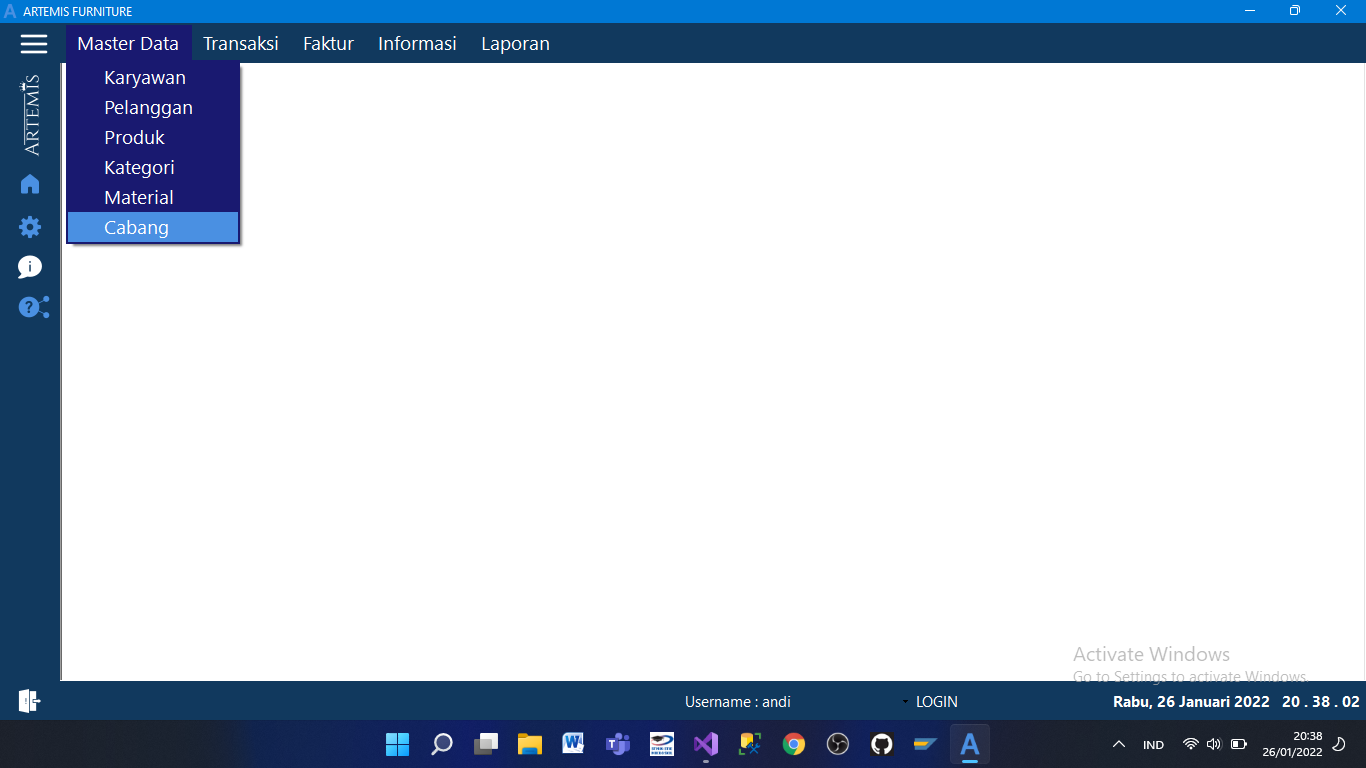 ARTEMIS FURNITURE
Master Data Transaksi Faktur Informasi Laporan
ARTEMIS
Karyawan
Pelanggan
Produk
Kategori
Material
Cabang
Activate Windows
Go to Settings to activate Windows.
Username : andi
LOGIN
Rabu, 26 Januari 2022 20 . 38 . 02
IND
20:38
26/01/2022